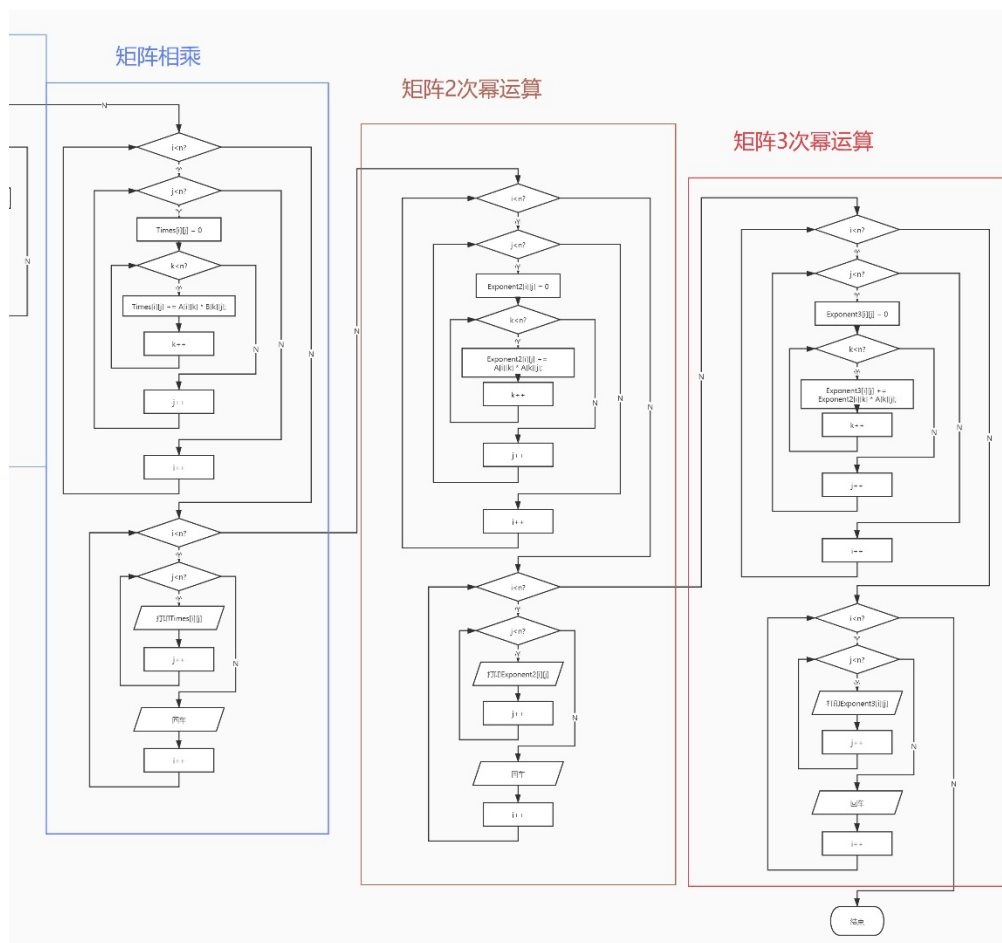 矩阵相乘
N
i<n?
Y
j<n?
Y
Times[i][j] = 0
k<n?
Y
Times[i][j] += A[i][k] * B[k][j];
k++
N
N
N
N
j++
i++
i<n?
Y
j<n?
Y
打印Times[i][j]
j++
N
回车
i++
矩阵2次幂运算
N
i<n?
Y
j<n?
Y
Exponent2[i][j] = 0
k<n?
Y
Exponent2[i][j] +=
A[i][k] * A[k][j];
k++
N
N
N
j++
i++
i<n?
Y
j<n?
Y
打印Exponent2[i][j]
j++
N
回车
i++
矩阵3次幂运算
N
i<n?
Y
j<n?
Y
Exponent3[i][j] = 0
k<n?
Y
Exponent3[i][j] +=
Exponent2[i][k] * A[k][j];
k++
N
N
N
j++
i++
i<n?
Y
j<n?
Y
打印Exponent3[i][j]
j++
N
回车
N
i++
结束